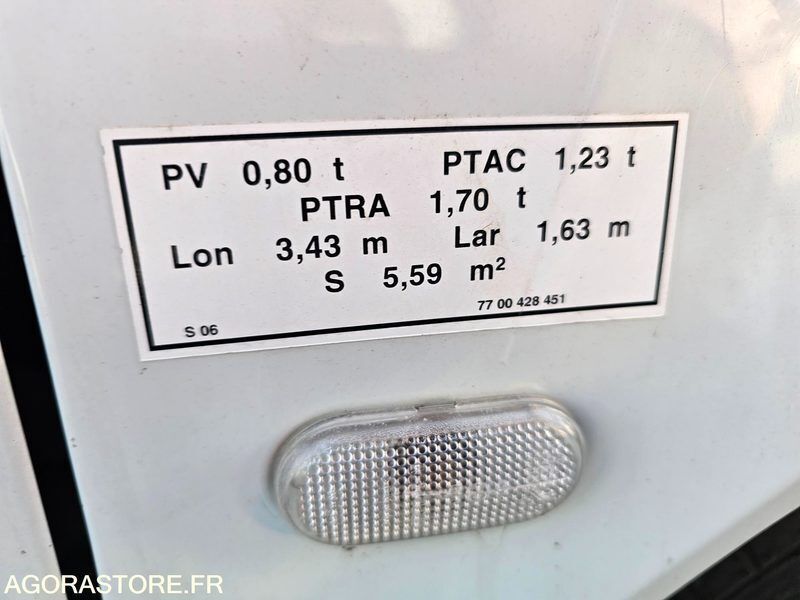 PV 0,80 t PTAC 1,23 t
PTRA 1,70 t
Lon 3,43 m Lar 1,63 m
S 5,59 m²
S 06 77 00 428 451
AGORASTORE.FR